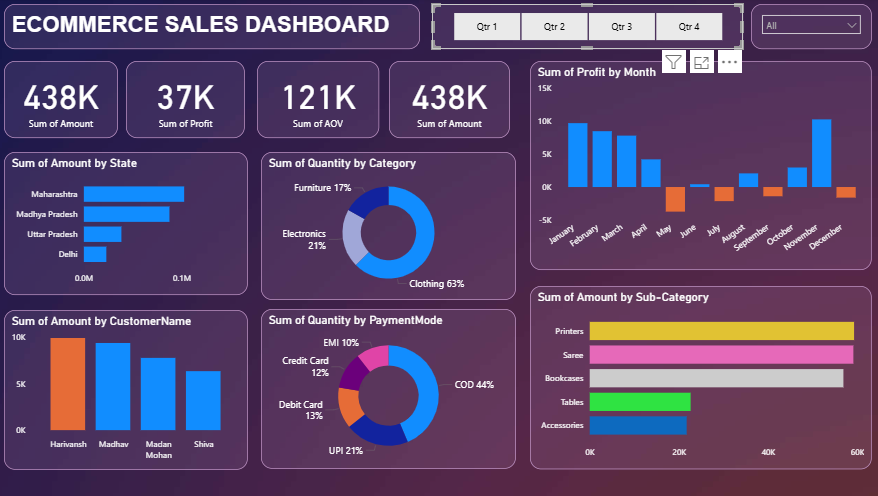 ECOMMERCE SALES DASHBOARD
Qtr 1 Qtr 2 Qtr 3 Qtr 4
All
438K
Sum of Amount
37K
Sum of Profit
121K
Sum of AOV
438K
Sum of Amount
Sum of Profit by Month
15K
10K
5K
0K
-5K
January February March April May June July August September October November December
Sum of Amount by State
Maharashtra
Madhya Pradesh
Uttar Pradesh
Delhi
0.0M 0.1M
Sum of Quantity by Category
Furniture 17%
Electronics
21%
Clothing 63%
Sum of Amount by Sub-Category
Printers
Saree
Bookcases
Tables
Accessories
0K 20K 40K 60K
Sum of Amount by CustomerName
10K
5K
0K
Harivansh Madhav Madan Shiva
Mohan
Sum of Quantity by PaymentMode
EMI 10%
Credit Card
12%
COD 44%
Debit Card
13%
UPI 21%